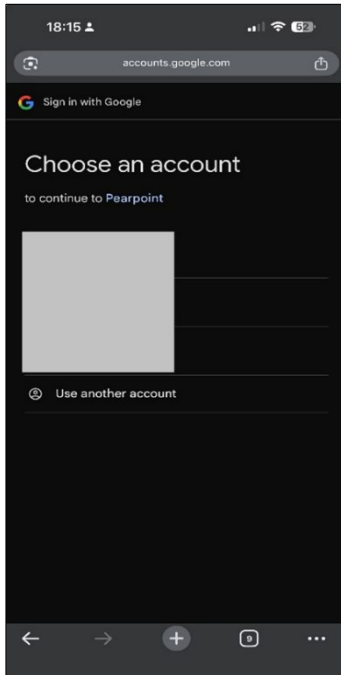 18:15
52
accounts.google.com
Sign in with Google
Choose an account
to continue to Pearpoint
Use another account
9